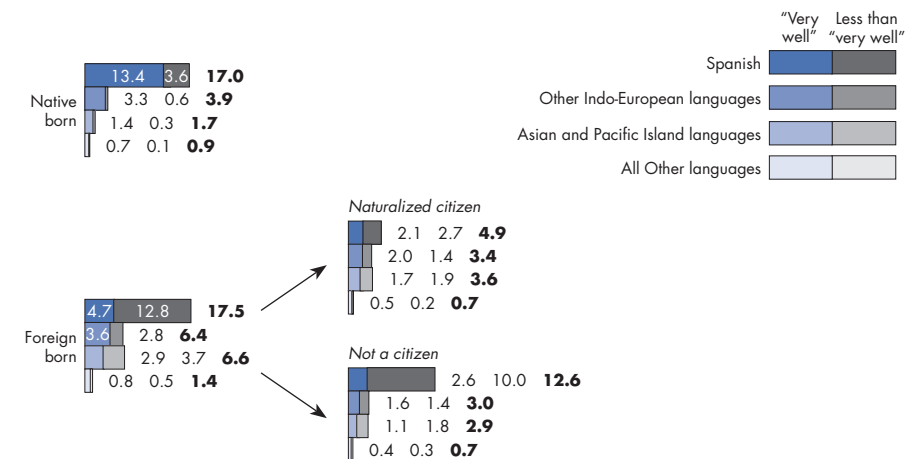 "Very Less than
well" "very well"
Spanish
Other Indo-European languages
Asian and Pacific Island languages
All Other languages
Native
born
13.4 3.6 17.0
3.3 0.6 3.9
1.4 0.3 1.7
0.7 0.1 0.9
Foreign
born
4.7 12.8 17.5
3.6 2.8 6.4
2.9 3.7 6.6
0.8 0.5 1.4
Naturalized citizen
2.1 2.7 4.9
2.0 1.4 3.4
1.7 1.9 3.6
0.5 0.2 0.7
Not a citizen
2.6 10.0 12.6
1.6 1.4 3.0
1.1 1.8 2.9
0.4 0.3 0.7